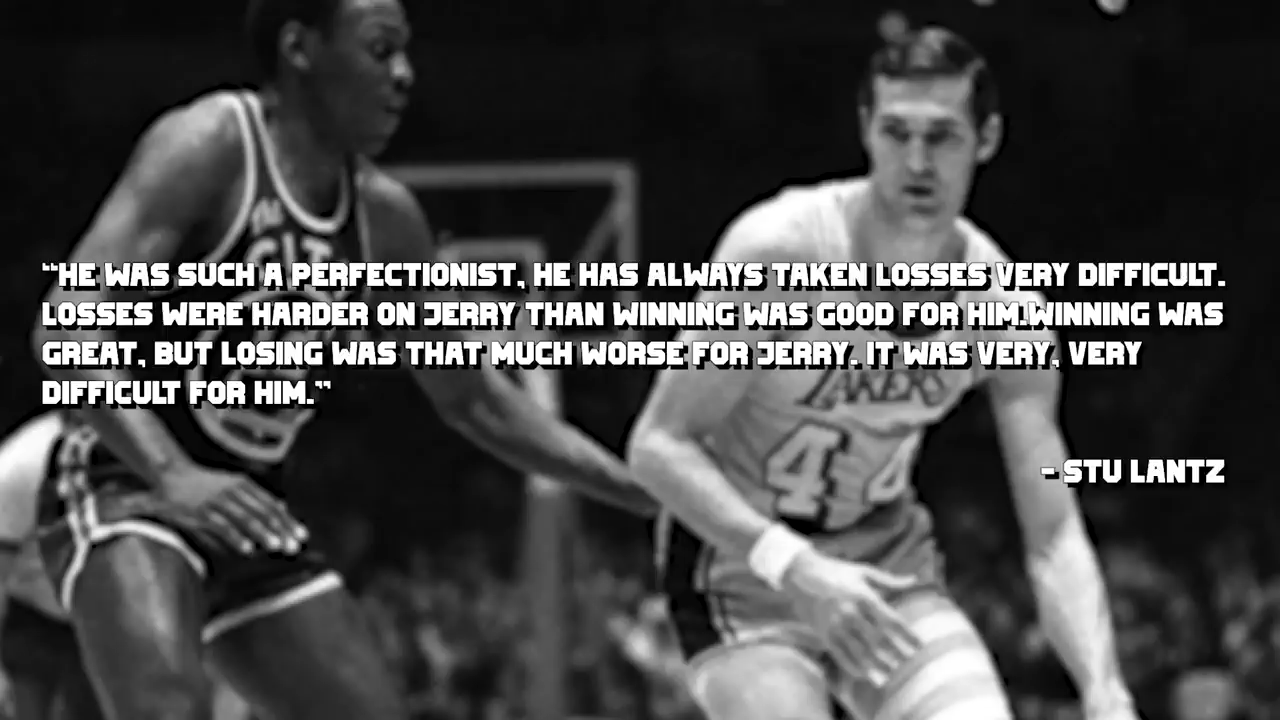 “HE WAS SUCH A PERFECTIONIST, HE HAS ALWAYS TAKEN LOSSES VERY DIFFICULT.
LOSSES WERE HARDER ON JERRY THAN WINNING WAS GOOD FOR HIM.WINNING WAS
GREAT, BUT LOSING WAS THAT MUCH WORSE FOR JERRY. IT WAS VERY, VERY
DIFFICULT FOR HIM.”
- STU LANTZ
LAKERS
44